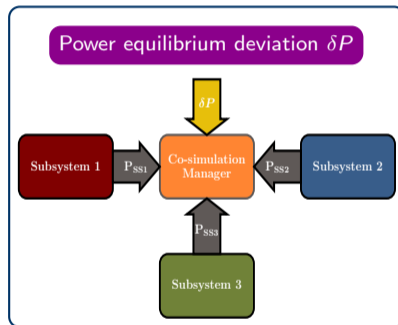 Power equilibrium deviation δP
δP
Subsystem 1
P_SS1
Co-simulation
Manager
P_SS2
Subsystem 2
P_SS3
Subsystem 3